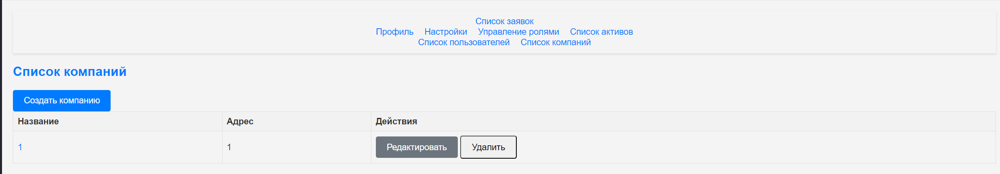 Список заявок
Профиль Настройки Управление ролями Список активов
Список пользователей Список компаний
Список компаний
Создать компанию
Название Адрес Действия
1 1 Редактировать Удалить